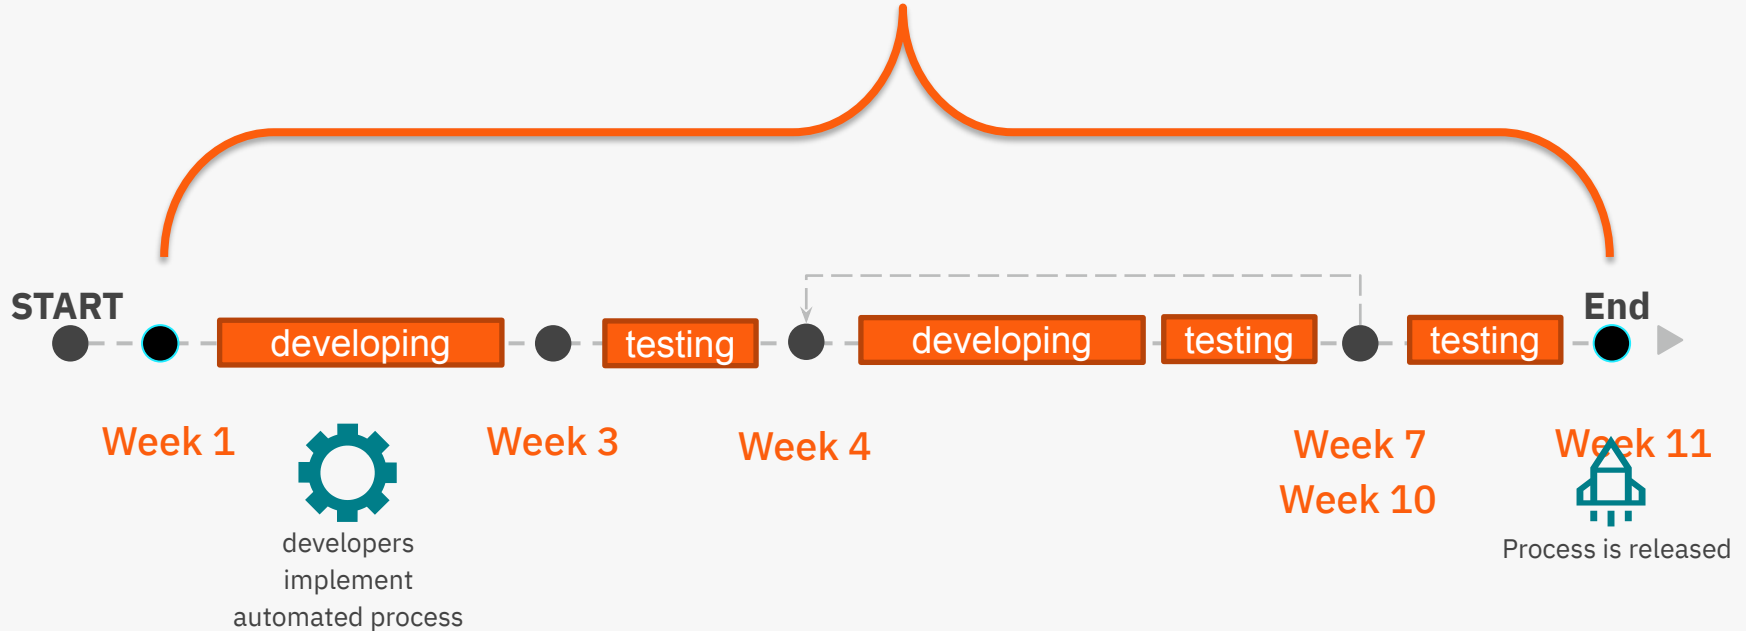 START
End
developing
testing
developing
testing
testing
Week 1
Week 3
Week 4
Week 7
Week 11
Week 10
developers
implement
automated process
Process is released